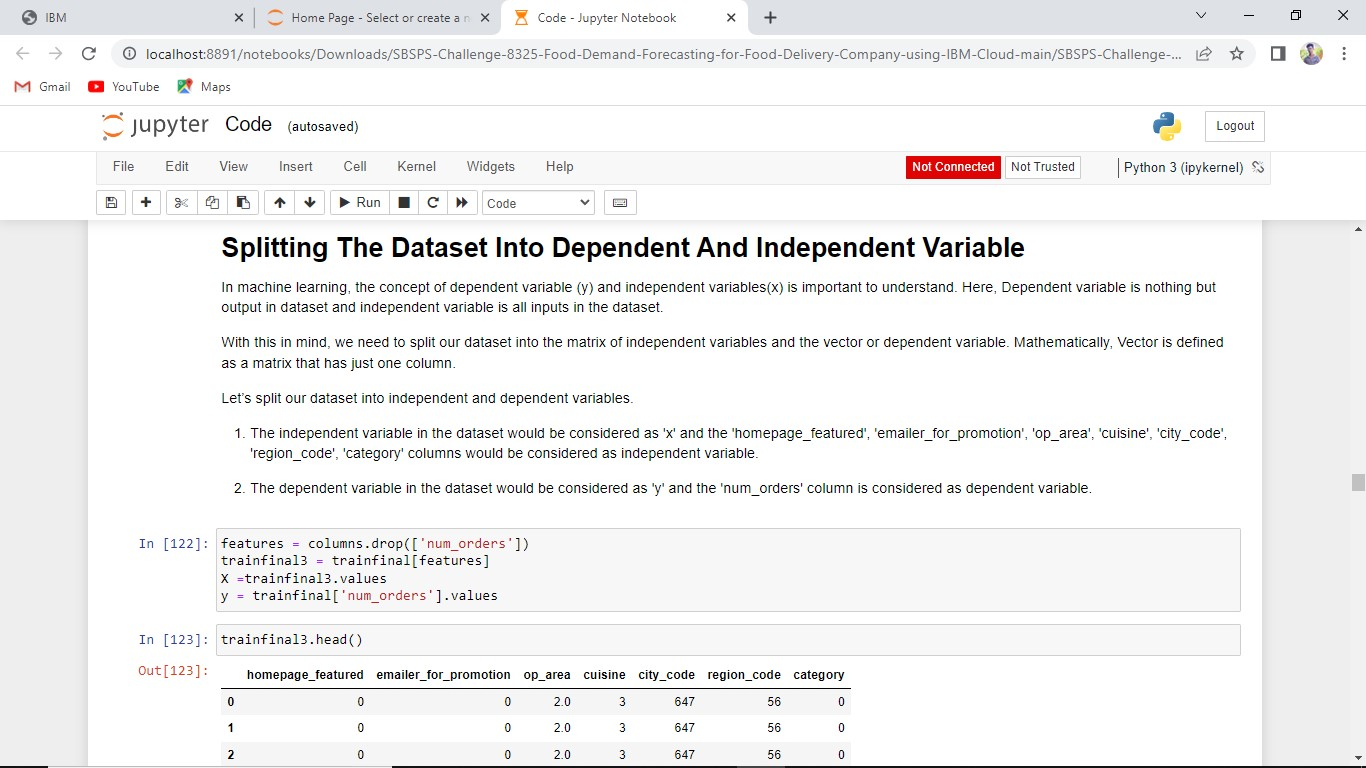 IBM
Home Page - Select or create a n
Code - Jupyter Notebook
localhost:8891/notebooks/Downloads/SBSPS-Challenge-8325-Food-Demand-Forecasting-for-Food-Delivery-Company-using-IBM-Cloud-main/SBSPS-Challenge-...
Gmail YouTube Maps
jupyter Code (autosaved) Logout
File Edit View Insert Cell Kernel Widgets Help Not Connected Not Trusted Python 3 (ipykernel)
Run Code
Splitting The Dataset Into Dependent And Independent Variable
In machine learning, the concept of dependent variable (y) and independent variables(x) is important to understand. Here, Dependent variable is nothing but
output in dataset and independent variable is all inputs in the dataset.
With this in mind, we need to split our dataset into the matrix of independent variables and the vector or dependent variable. Mathematically, Vector is defined
as a matrix that has just one column.
Let's split our dataset into independent and dependent variables.
1. The independent variable in the dataset would be considered as 'x' and the 'homepage_featured', 'emailer_for_promotion', 'op_area', 'cuisine', 'city_code',
'region_code', 'category' columns would be considered as independent variable.
2. The dependent variable in the dataset would be considered as 'y' and the 'num_orders' column is considered as dependent variable.
In [122]: features = columns.drop(['num_orders'])
trainfinal3 = trainfinal[features]
X =trainfinal3.values
y = trainfinal['num_orders'].values
In [123]: trainfinal3.head()
Out[123]:
homepage_featured emailer_for_promotion op_area cuisine city_code region_code category
0 0 0 2.0 3 647 56 0
1 0 0 2.0 3 647 56 0
2 0 0 2.0 3 647 56 0